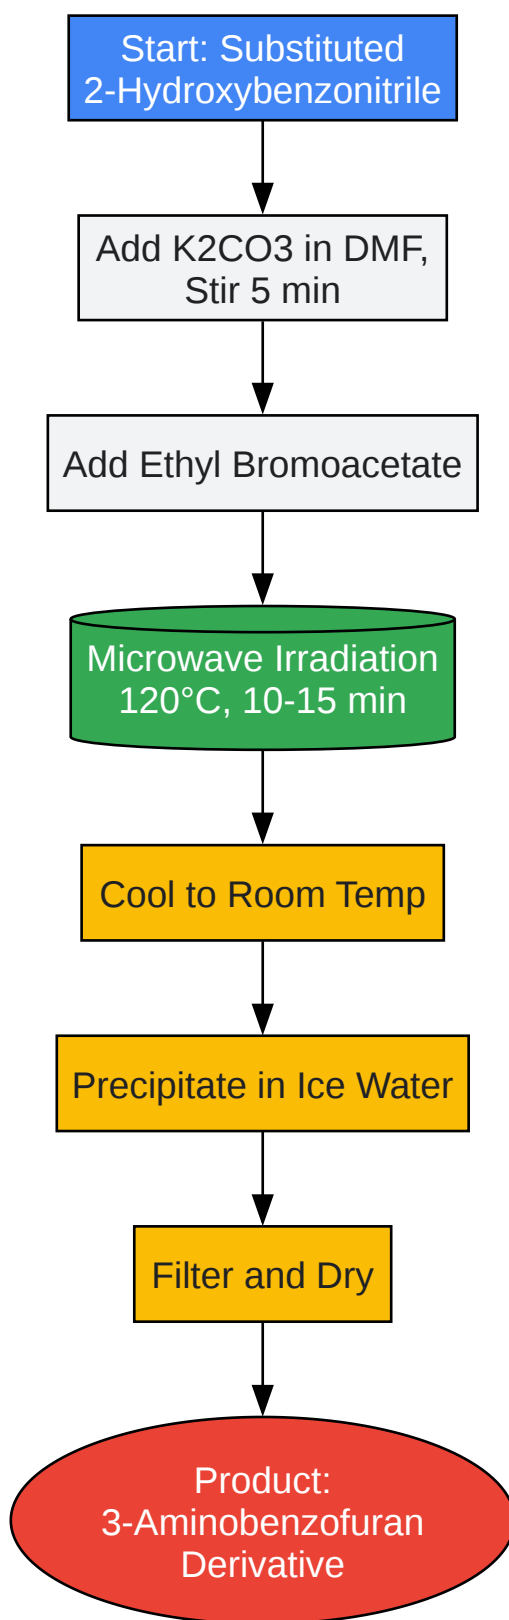 Start: Substituted
2-Hydroxybenzonitrile
Add K2CO3 in DMF,
Stir 5 min
Add Ethyl Bromoacetate
Microwave Irradiation
120°C, 10-15 min
Cool to Room Temp
Precipitate in Ice Water
Filter and Dry
Product:
3-Aminobenzofuran
Derivative